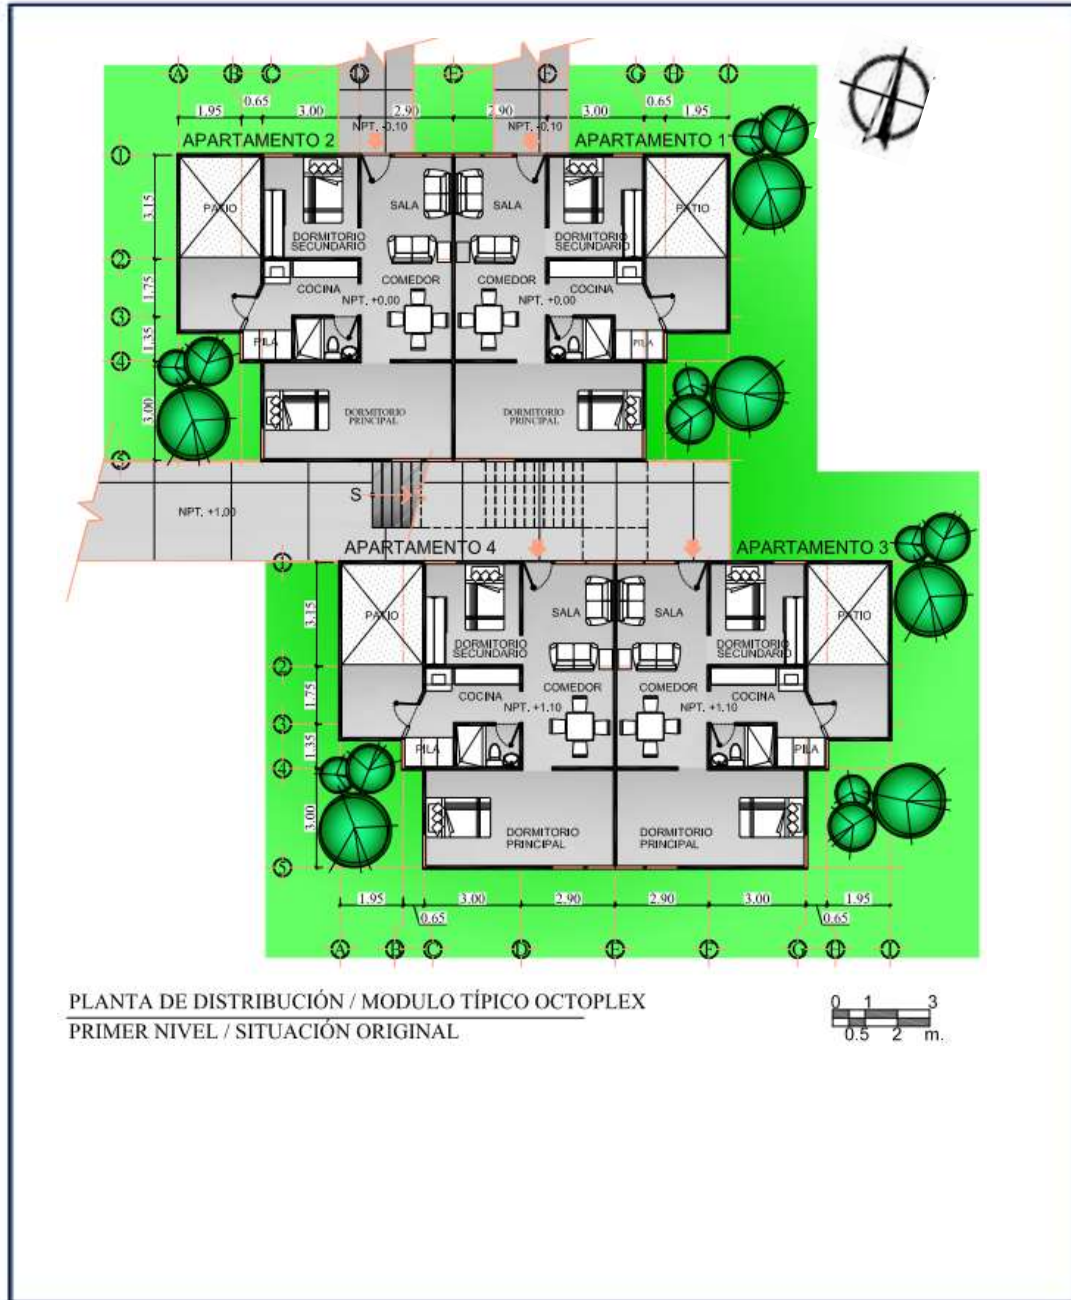 A B C D E F G H I
1.95 0.65 3.00 2.90 2.90 3.00 0.65 1.95
NPT. -0.10 NPT. -0.10
APARTAMENTO 2 APARTAMENTO 1
1
3.15
PATIO SALA SALA PATIO
DORMITORIO
SECUNDARIO
DORMITORIO
SECUNDARIO
2
1.75
COCINA COMEDOR COMEDOR COCINA
NPT. +0.00 NPT. +0.00
3
1.35
PILA PILA
4
3.00
DORMITORIO
PRINCIPAL
DORMITORIO
PRINCIPAL
5
S
NPT. +1.00
APARTAMENTO 4 APARTAMENTO 3
1
3.15
PATIO SALA SALA PATIO
DORMITORIO
SECUNDARIO
DORMITORIO
SECUNDARIO
2
1.75
COCINA COMEDOR COMEDOR COCINA
NPT. +1.10 NPT. +1.10
3
1.35
PILA PILA
4
3.00
DORMITORIO
PRINCIPAL
DORMITORIO
PRINCIPAL
5
1.95 0.65 3.00 2.90 2.90 3.00 0.65 1.95
A B C D E F G H I
PLANTA DE DISTRIBUCIÓN / MODULO TÍPICO OCTOPLEX
PRIMER NIVEL / SITUACIÓN ORIGINAL
0 1 3
0.5 2 m.